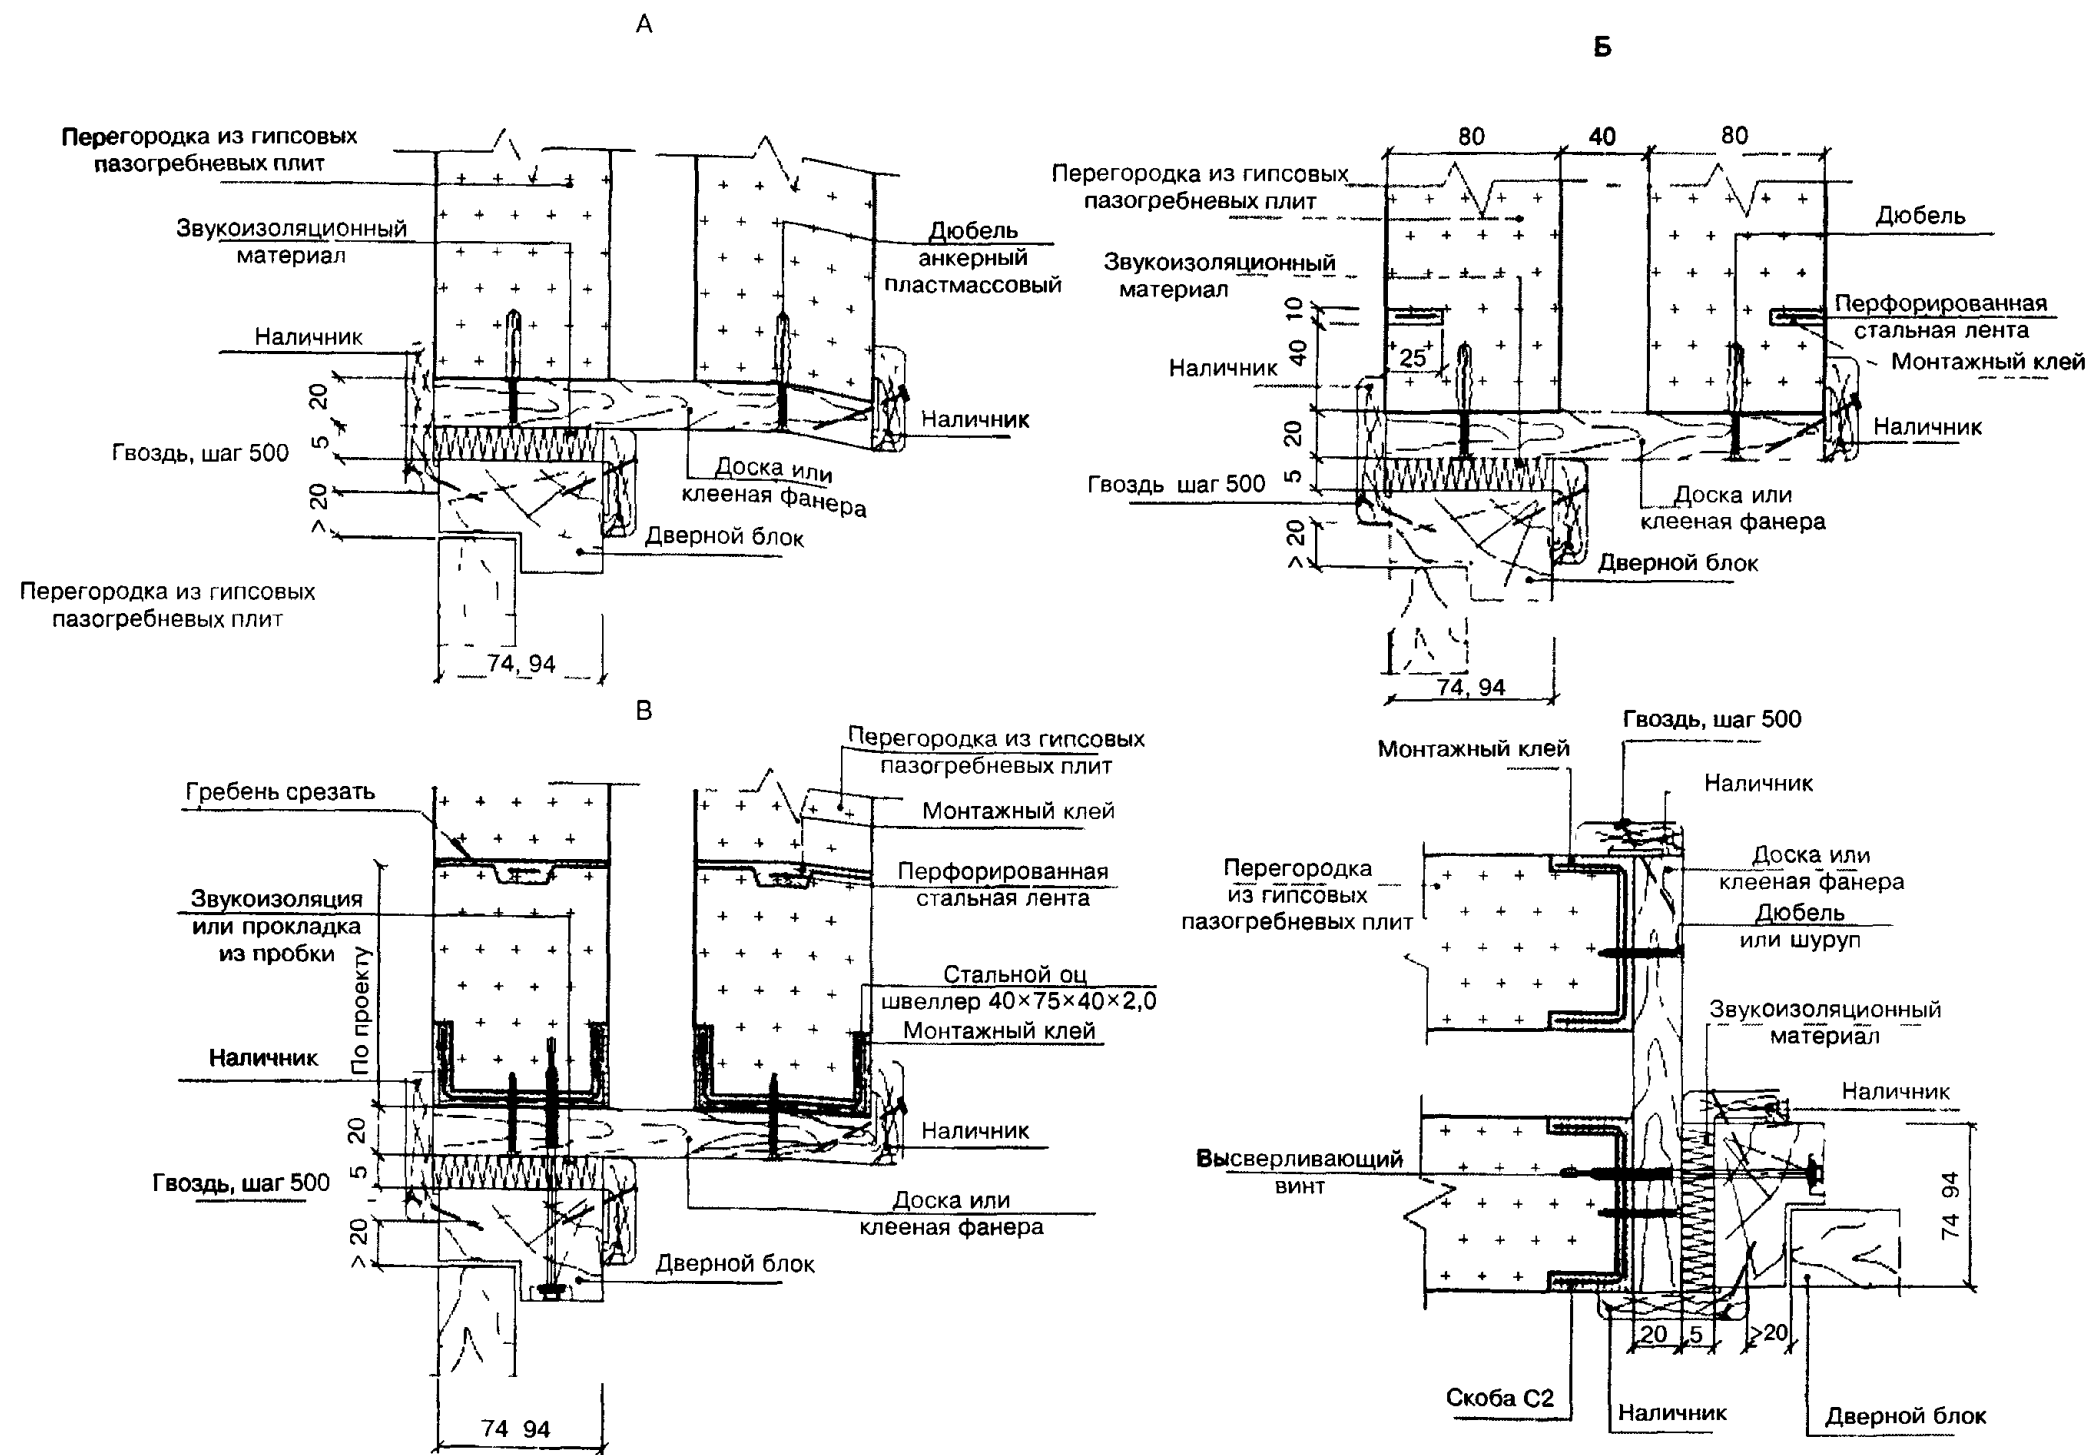 А
Перегородка из гипсовых
пазогребневых плит
Звукоизоляционный
материал
Наличник
20
5
Гвоздь, шаг 500
>20
Перегородка из гипсовых
пазогребневых плит
74, 94
Дюбель
анкерный
пластмассовый
Наличник
Доска или
клееная фанера
Дверной блок
Б
80
40
80
Перегородка из гипсовых
пазогребневых плит
Звукоизоляционный
материал
10
40
25
Наличник
20
5
Гвоздь шаг 500
>20
74, 94
Дюбель
Перфорированная
стальная лента
Монтажный клей
Наличник
Доска или
клееная фанера
Дверной блок
В
Гребень срезать
Звукоизоляция
или прокладка
из пробки
По проекту
Наличник
20
5
Гвоздь, шаг 500
>20
74 94
Перегородка из гипсовых
пазогребневых плит
Монтажный клей
Перфорированная
стальная лента
Стальной оц
швеллер 40×75×40×2,0
Монтажный клей
Наличник
Доска или
клееная фанера
Дверной блок
Гвоздь, шаг 500
Монтажный клей
Наличник
Перегородка
из гипсовых
пазогребневых плит
Доска или
клееная фанера
Дюбель
или шуруп
Звукоизоляционный
материал
Наличник
Высверливающий
винт
74 94
20
5
>20
Скоба С2
Наличник
Дверной блок